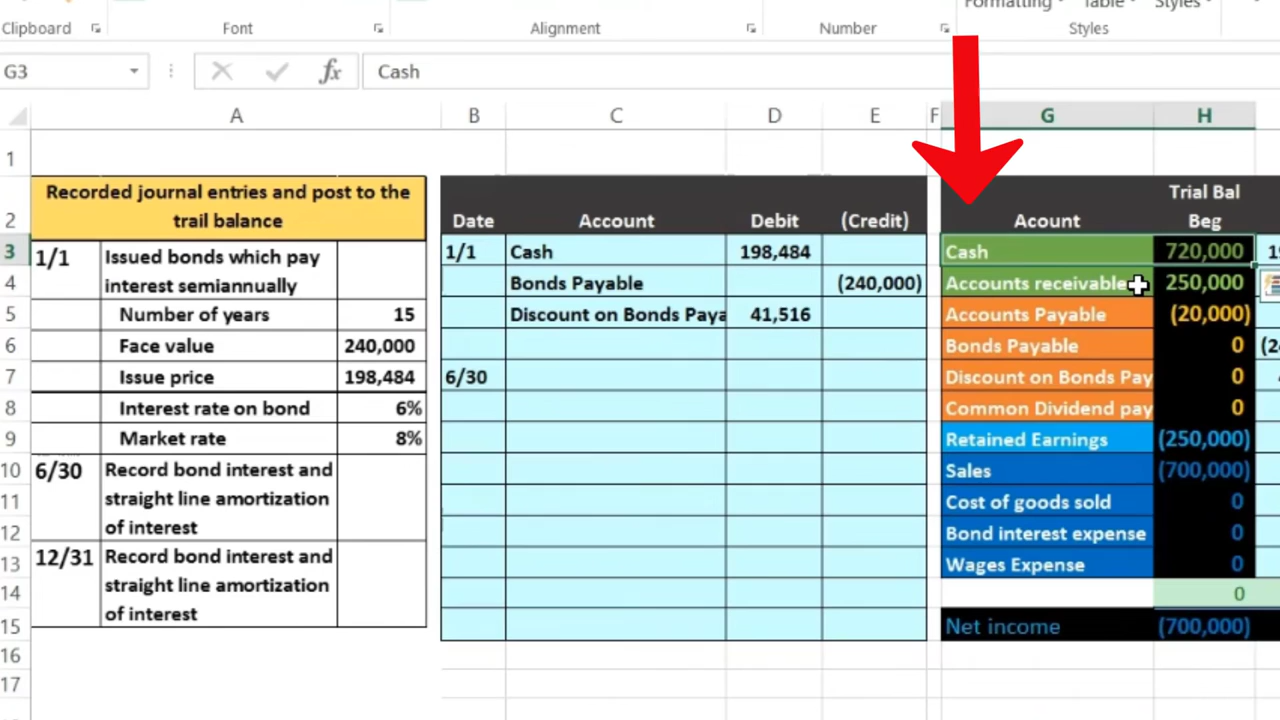 Formatting Table Styles
Clipboard Font Alignment Number Styles
G3 fx Cash
A B C D E F G H
1
2 Recorded journal entries and post to the
trail balance
Date Account Debit (Credit)
Acount Trial Bal
Beg
3 1/1 Issued bonds which pay
interest semiannually
1/1 Cash 198,484
Cash 720,000
4 Bonds Payable (240,000)
Accounts receivable 250,000
5 Number of years 15
Discount on Bonds Paya 41,516
Accounts Payable (20,000)
6 Face value 240,000
Bonds Payable 0
7 Issue price 198,484
6/30
Discount on Bonds Pay 0
8 Interest rate on bond 6%
Common Dividend pay 0
9 Market rate 8%
Retained Earnings (250,000)
10 6/30 Record bond interest and
Sales (700,000)
11 straight line amortization
Cost of goods sold 0
12 of interest
Bond interest expense 0
13 12/31 Record bond interest and
Wages Expense 0
14 straight line amortization
0
15 of interest
Net income (700,000)
16
17